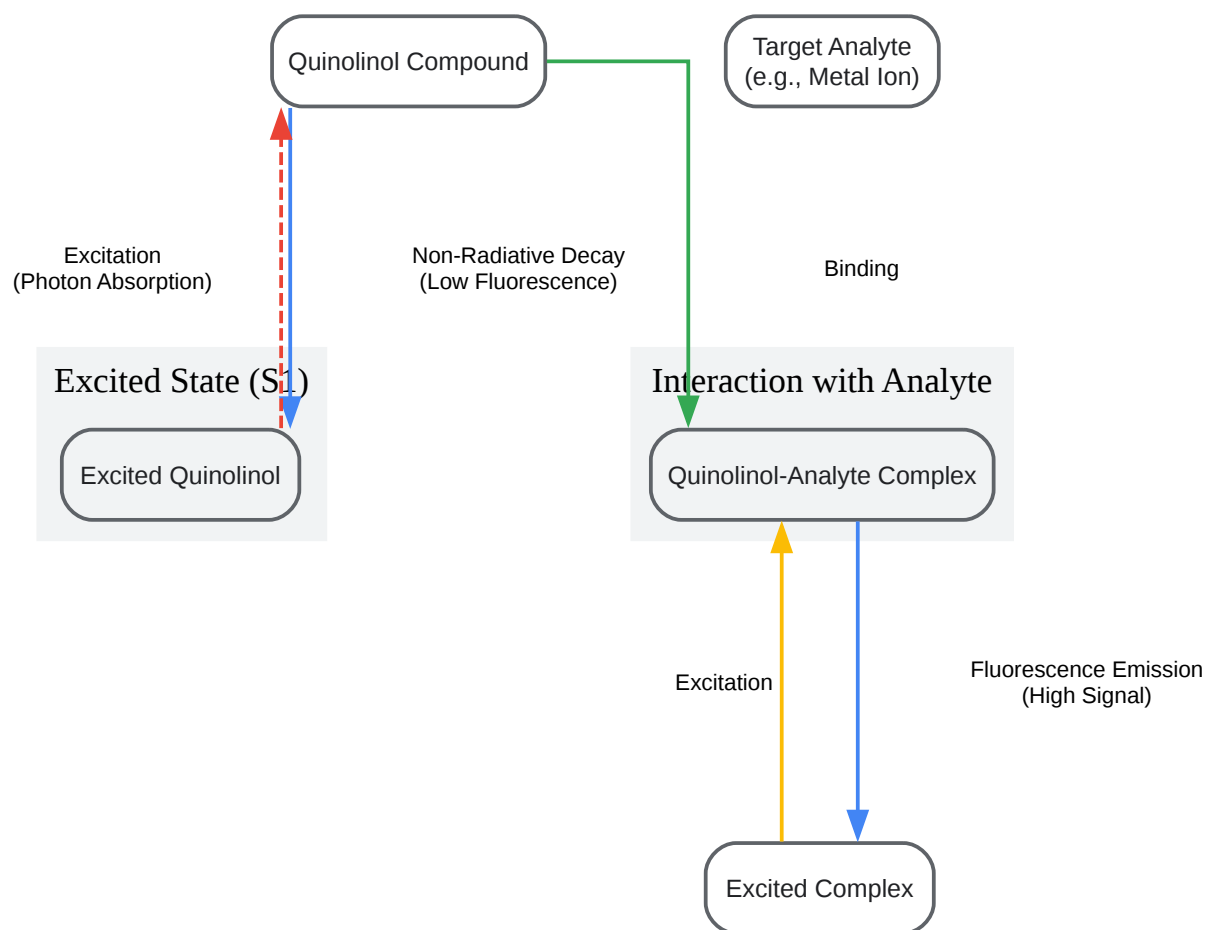 Quinolinol Compound
Target Analyte
(e.g., Metal Ion)
Excitation
(Photon Absorption)
Non-Radiative Decay
(Low Fluorescence)
Binding
Excited State (S1)
Interaction with Analyte
Excited Quinolinol
Quinolinol-Analyte Complex
Excitation
Fluorescence Emission
(High Signal)
Excited Complex